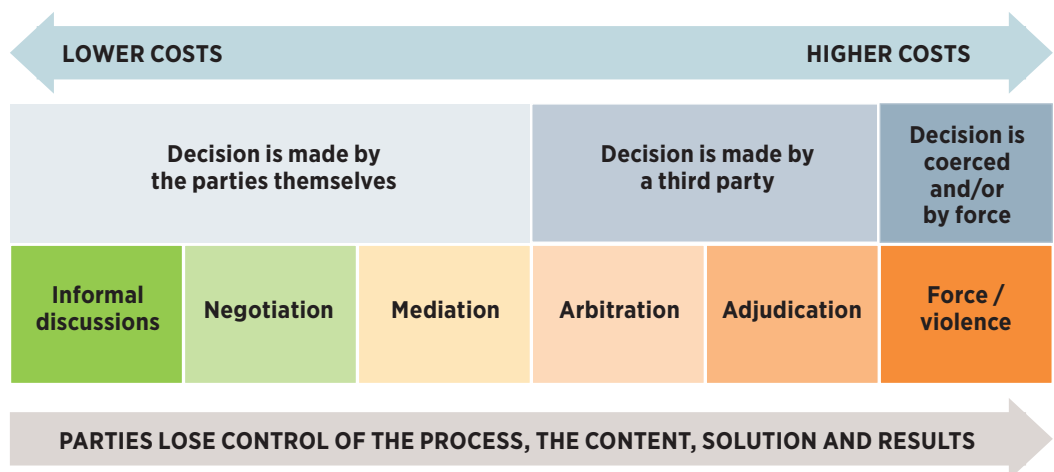 LOWER COSTS
HIGHER COSTS
Decision is made by
the parties themselves
Decision is made by
a third party
Decision is
coerced
and/or
by force
Informal
discussions
Negotiation
Mediation
Arbitration
Adjudication
Force /
violence
PARTIES LOSE CONTROL OF THE PROCESS, THE CONTENT, SOLUTION AND RESULTS